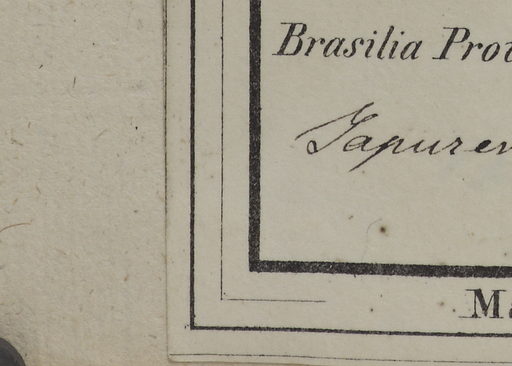 Brasilia Prov
Japuren
Ma